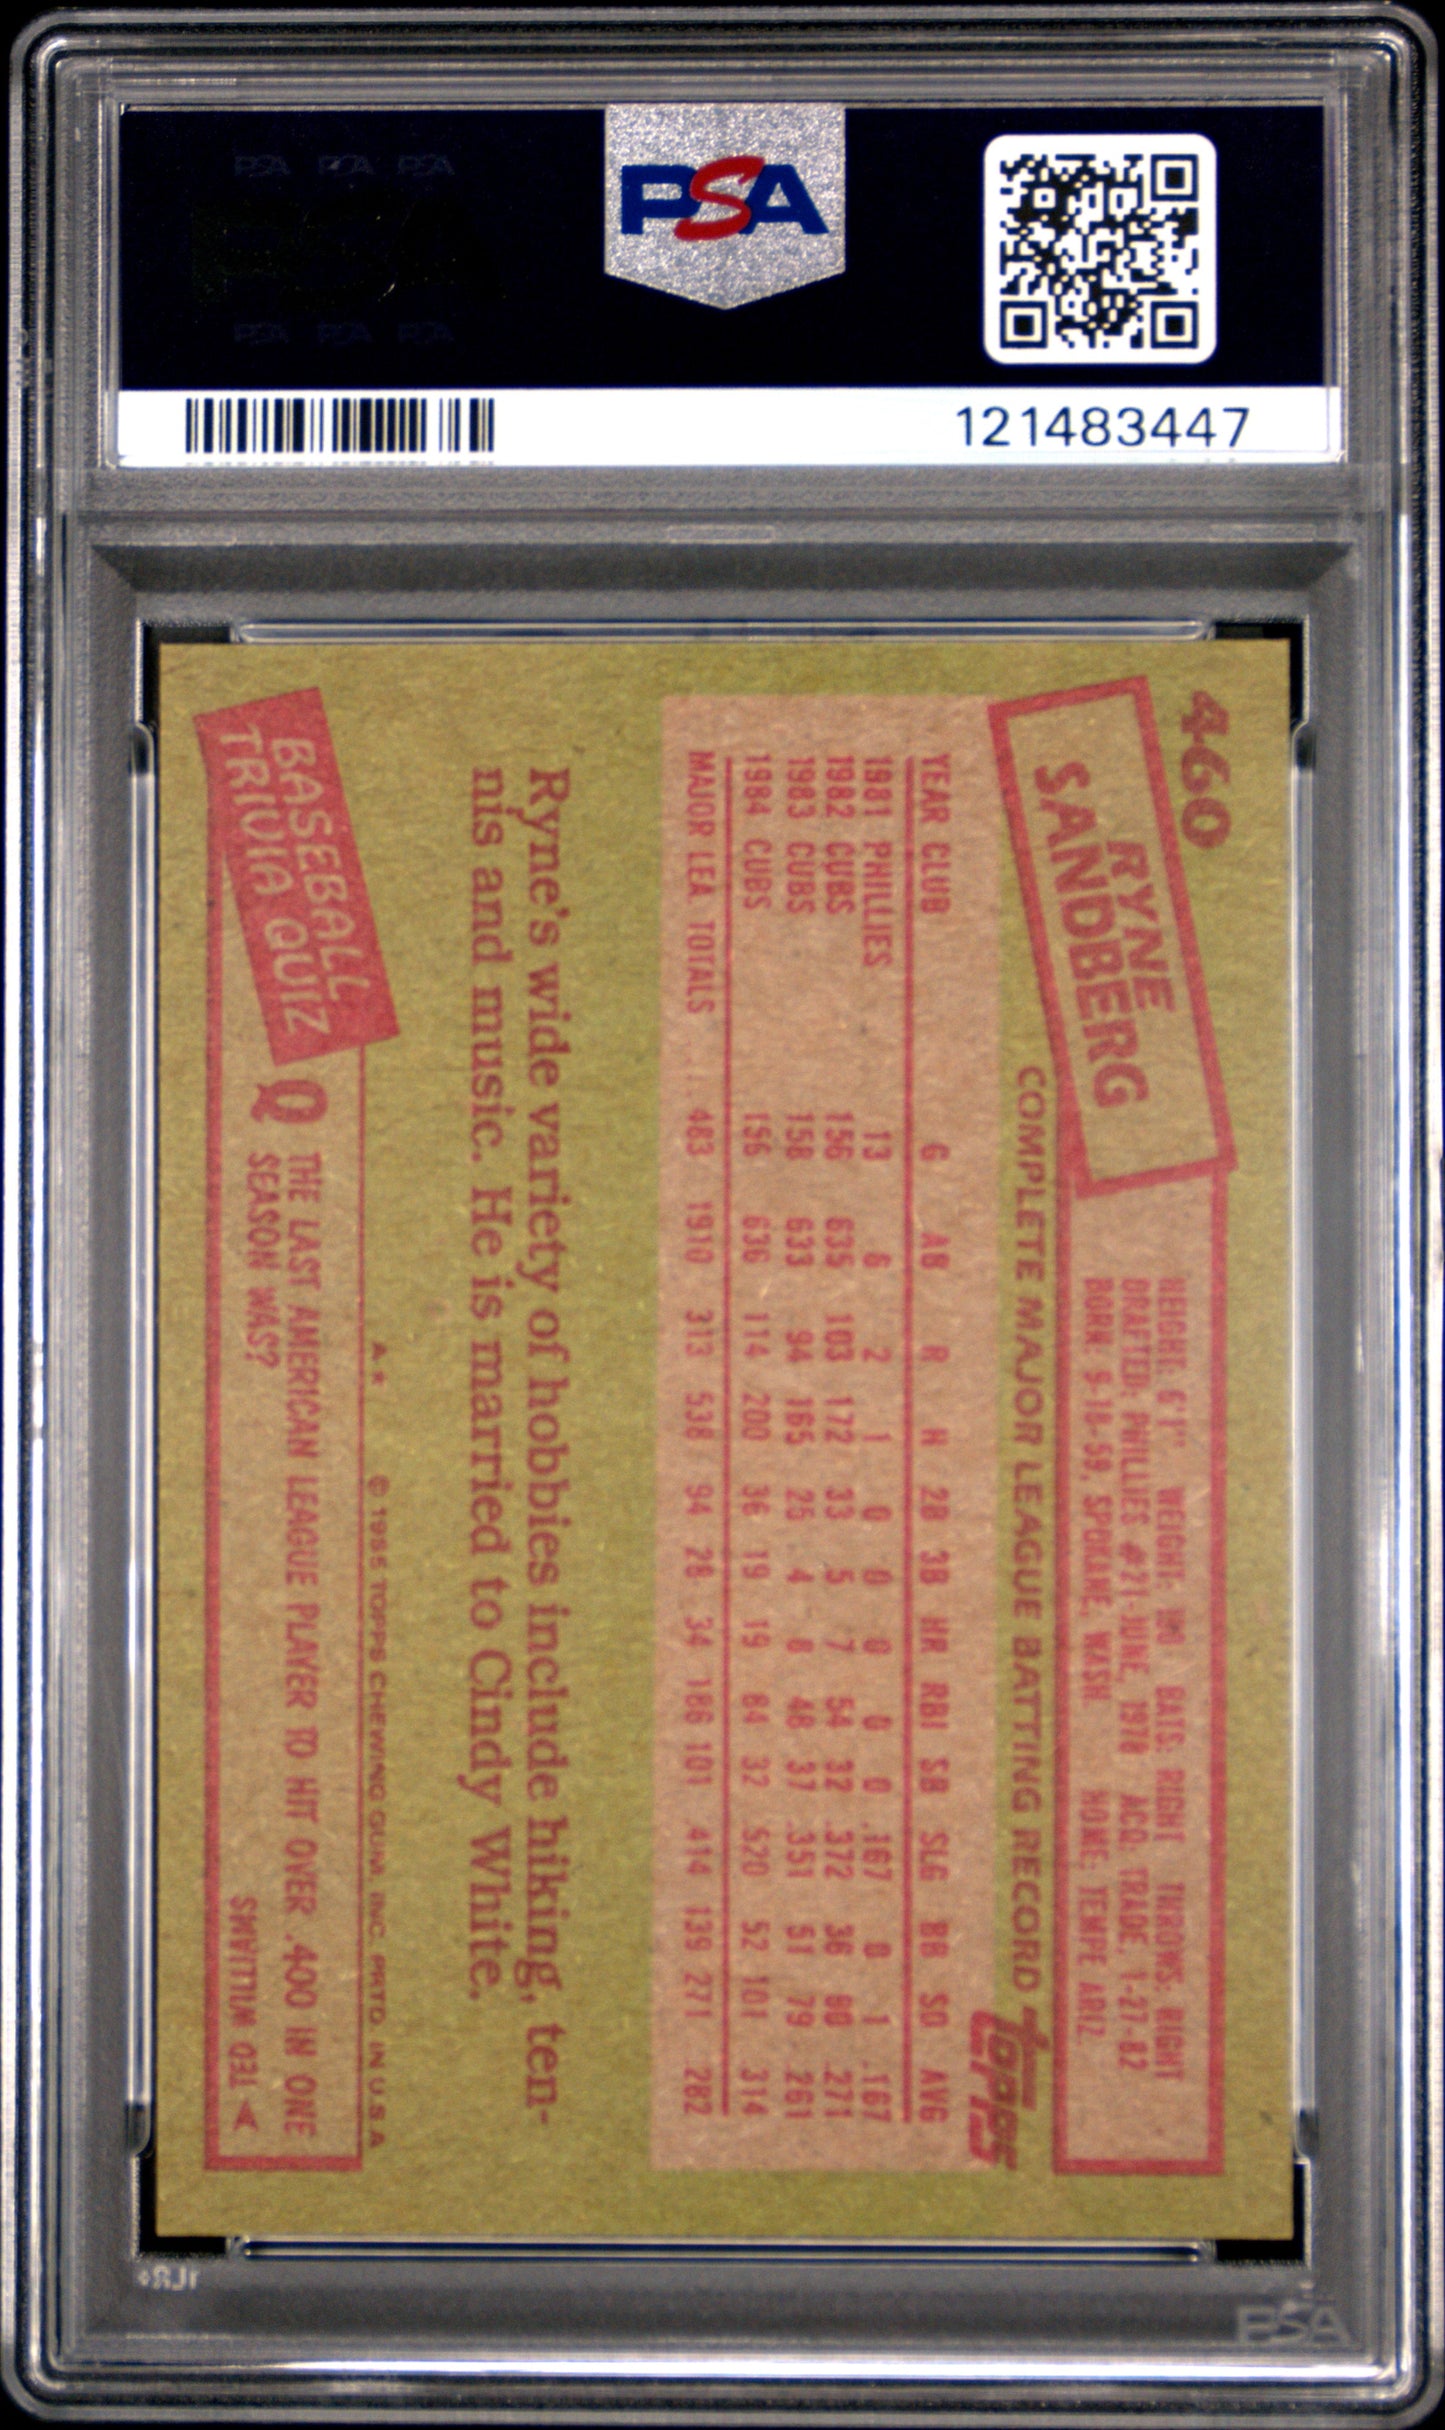 PSA PSA PSA
PSA
PSA PSA PSA
121483447
460
RYNE
SANDBERG
HEIGHT: 6'1" WEIGHT: 180 BATS: RIGHT THROWS: RIGHT
DRAFTED: PHILLIES #21-JUNE, 1978 ACQ: TRADE, 1-27-82
BORN: 9-18-59, SPOKANE, WASH. HOME: TEMPE ARIZ.
COMPLETE MAJOR LEAGUE BATTING RECORD
Topps
YEAR CLUB G AB R H 2B 3B HR RBI SB SLG BB SO AVG
1981 PHILLIES 13 6 2 1 0 0 0 0 0 .167 0 1 .167
1982 CUBS 156 635 103 172 33 5 7 54 32 .372 36 90 .271
1983 CUBS 158 633 94 165 25 4 8 48 37 .351 51 79 .261
1984 CUBS 156 636 114 200 36 19 19 84 32 .520 52 101 .314
MAJOR LEA. TOTALS ... 483 1910 313 538 94 28 34 186 101 .414 139 271 .282
Ryne's wide variety of hobbies include hiking, ten-
nis and music. He is married to Cindy White.
A* © 1985 TOPPS CHEWING GUM, INC. PRTD. IN U.S.A.
BASEBALL
TRIVIA QUIZ
Q THE LAST AMERICAN LEAGUE PLAYER TO HIT OVER .400 IN ONE
SEASON WAS?
TED WILLIAMS
PSA